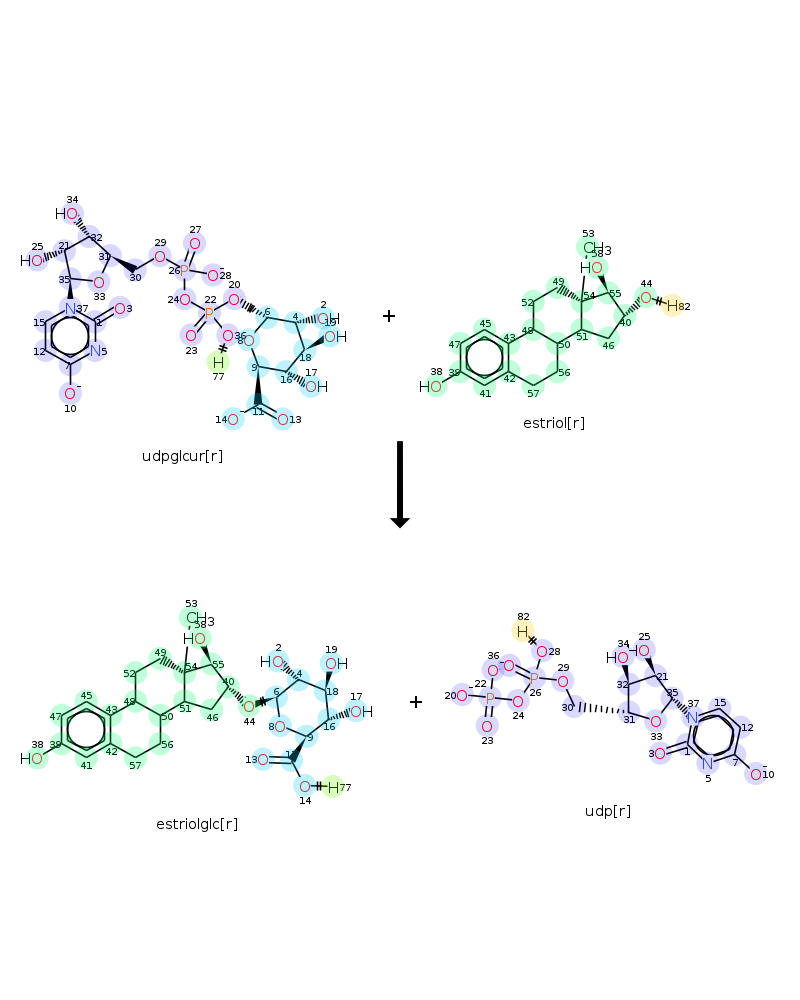 34
HO
32
25
HO
21
31
29
O
27
O
35
O
33
30
26
P
O
-
28
24
O
22
P
20
O
23
O
O
36
H
77
N
37
15
1
O
3
12
N
5
7
O
-
10
6
4
2
OH
19
OH
8
O
18
9
16
17
OH
11
14
O
-
O
13
+
53
CH3
58
HO
49
54
55
44
O
H
82
52
40
45
43
48
51
46
47
50
38
HO
39
42
56
41
57
udpglcur[r]
estriol[r]
53
CH3
58
HO
49
54
55
52
40
45
43
48
51
46
O
44
47
50
38
HO
39
42
56
41
57
2
HO
4
19
OH
6
18
8
O
17
OH
16
9
13
O
11
O
14
H
77
+
82
H
O
28
36
O
-
O
P
26
29
O
20
O
-
22
P
O
24
O
23
30
34
HO
25
HO
32
21
35
31
O
33
37
N
15
12
3
O
1
7
N
5
O
-
10
estriolglc[r]
udp[r]